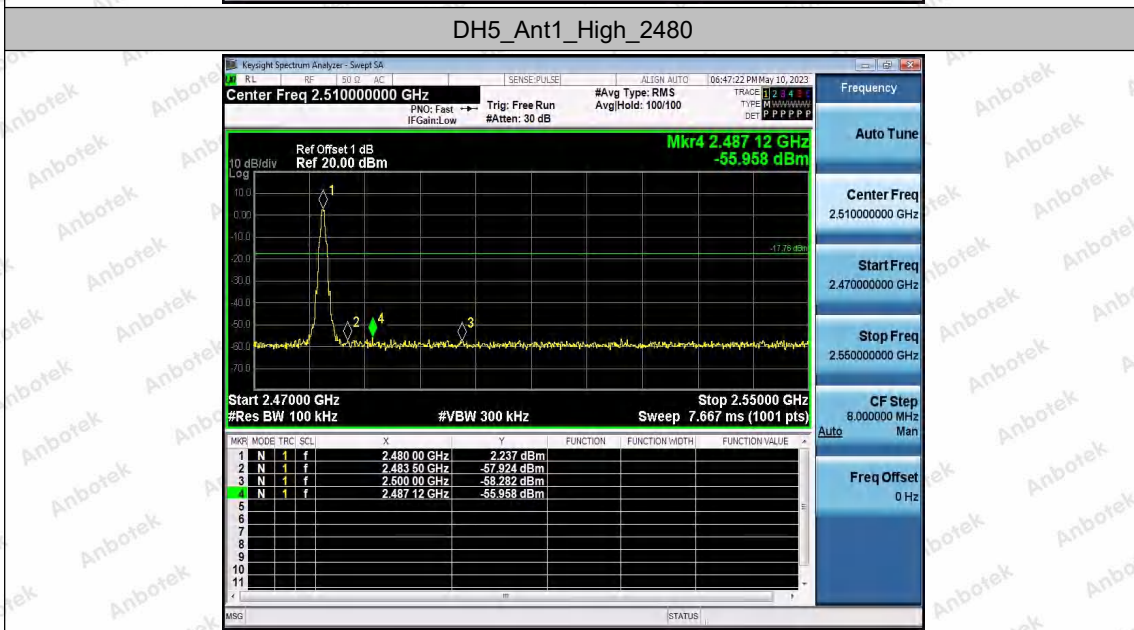 DH5_Ant1_High_2480
Keysight Spectrum Analyzer - Swept SA
RL RF 50 Ω AC SENSE:PULSE ALIGN AUTO 06:47:22 PM May 10, 2023
Center Freq 2.510000000 GHz
PNO: Fast
IFGain:Low
Trig: Free Run
#Atten: 30 dB
#Avg Type: RMS
Avg|Hold: 100/100
TRACE 1 2 3 4 5 6
TYPE M WWWWW
DET P P P P P P
Frequency
Auto Tune
Center Freq
2.510000000 GHz
Start Freq
2.470000000 GHz
Stop Freq
2.550000000 GHz
CF Step
8.000000 MHz
Auto Man
Freq Offset
0 Hz
Mkr4 2.487 12 GHz
-55.958 dBm
Ref Offset 1 dB
10 dB/div Ref 20.00 dBm
Log
10.0
0.00
-10.0
-20.0
-30.0
-40.0
-50.0
-60.0
-70.0
-17.76 dBm
1
2
4
3
Start 2.47000 GHz Stop 2.55000 GHz
#Res BW 100 kHz #VBW 300 kHz Sweep 7.667 ms (1001 pts)
MKR MODE TRC SCL X Y FUNCTION FUNCTION WIDTH FUNCTION VALUE
1 N 1 f 2.480 00 GHz 2.237 dBm
2 N 1 f 2.483 50 GHz -57.924 dBm
3 N 1 f 2.500 00 GHz -58.282 dBm
4 N 1 f 2.487 12 GHz -55.958 dBm
5
6
7
8
9
10
11
MSG STATUS
Anbotek